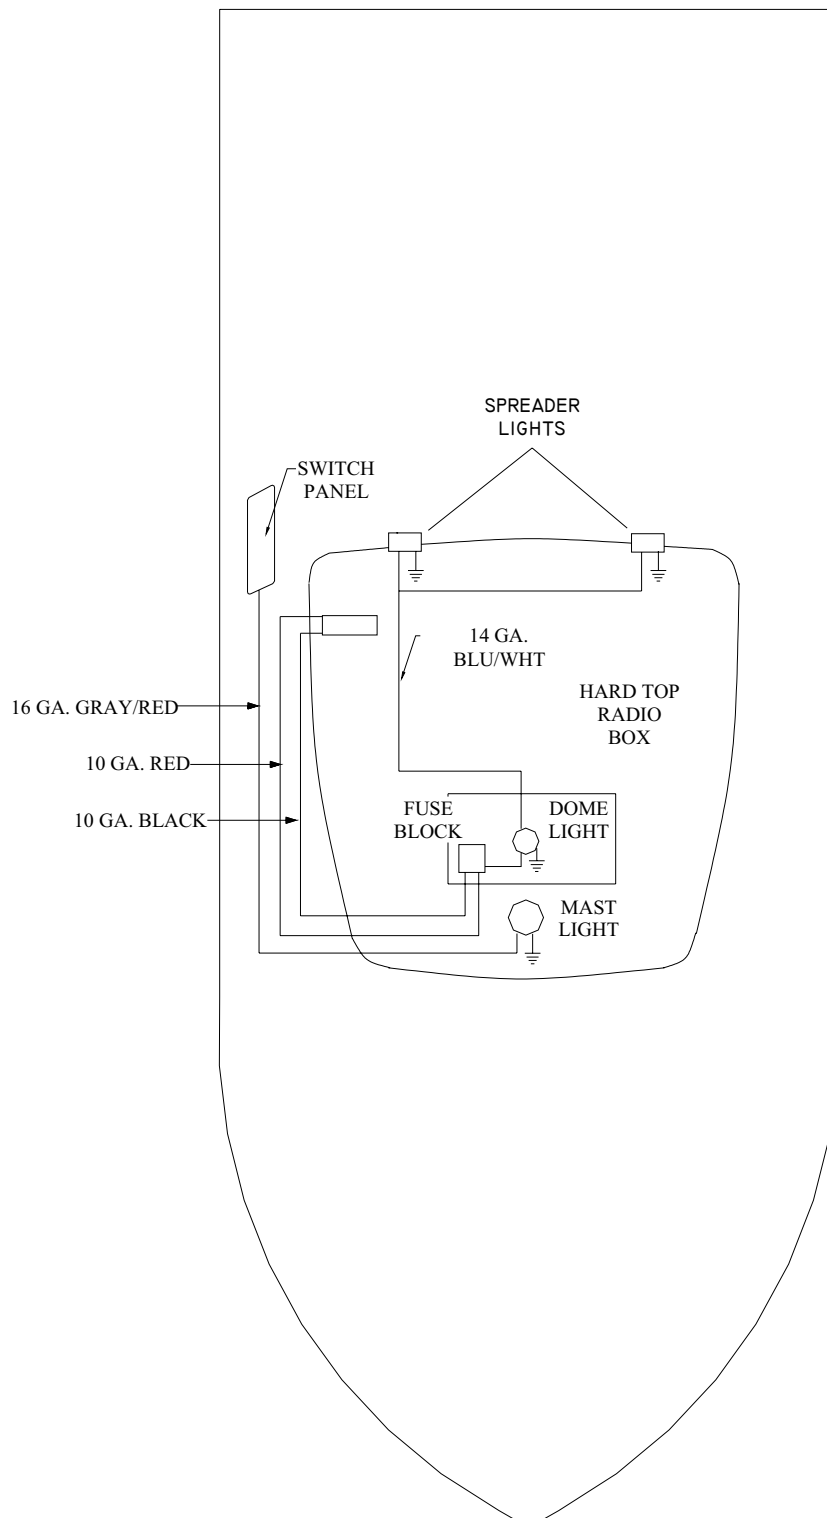 SPREADER
LIGHTS
SWITCH
PANEL
14 GA.
BLU/WHT
HARD TOP
RADIO
BOX
16 GA. GRAY/RED
10 GA. RED
10 GA. BLACK
FUSE
BLOCK
DOME
LIGHT
MAST
LIGHT